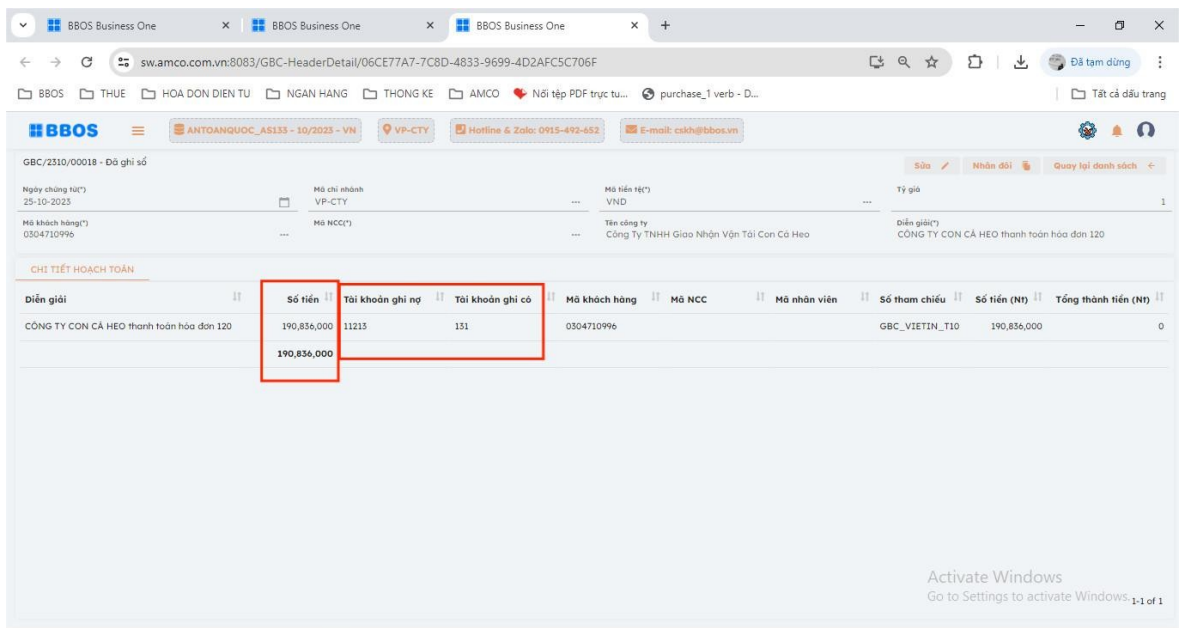 BBOS Business One
BBOS Business One
BBOS Business One
sw.amco.com.vn:8083/GBC-HeaderDetail/06CE77A7-7C8D-4833-9699-4D2AFC5C706F
Đã tạm dừng
BBOS THUE HOA DON DIEN TU NGAN HANG THONG KE AMCO Nối tệp PDF trực tu... purchase_1 verb - D... Tất cả dấu trang
BBOS ANTOANQUOC_AS133 - 10/2023 - VN VP-CTY Hotline & Zalo: 0915-492-652 E-mail: cskh@bbos.vn
GBC/2310/00018 - Đã ghi sổ Sửa Nhân đôi Quay lại danh sách
Ngày chứng từ(*) Mã chi nhánh Mã tiền tệ(*) Tỷ giá
25-10-2023 VP-CTY ... VND ... 1
Mã khách hàng(*) Mã NCC(*) Tên công ty Diễn giải(*)
0304710996 ... ... Công Ty TNHH Giao Nhận Vận Tải Con Cá Heo CÔNG TY CON CÁ HEO thanh toán hóa đơn 120
CHI TIẾT HOẠCH TOÁN
Diễn giải Số tiền Tài khoản ghi nợ Tài khoản ghi có Mã khách hàng Mã NCC Mã nhân viên Số tham chiếu Số tiền (Nt) Tổng thành tiền (Nt)
CÔNG TY CON CÁ HEO thanh toán hóa đơn 120 190,836,000 11213 131 0304710996 GBC_VIETIN_T10 190,836,000 0
190,836,000
Activate Windows
Go to Settings to activate Windows.
1-1 of 1